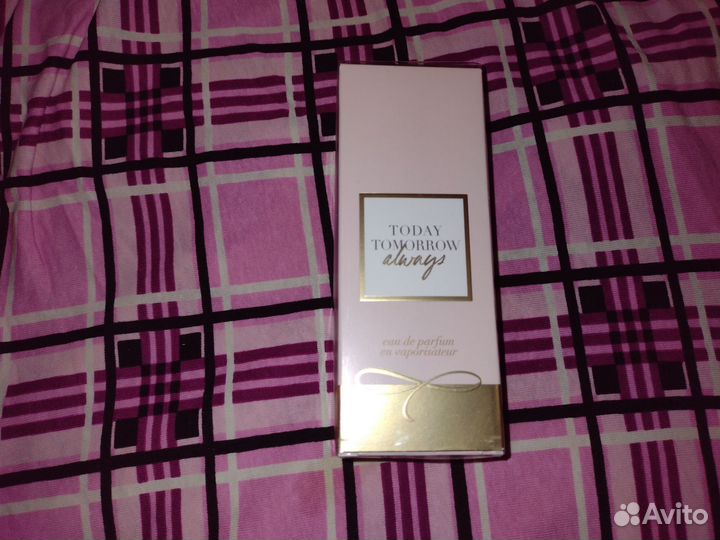 TODAY
TOMORROW
always
eau de parfum
en vaporisateur
Avito